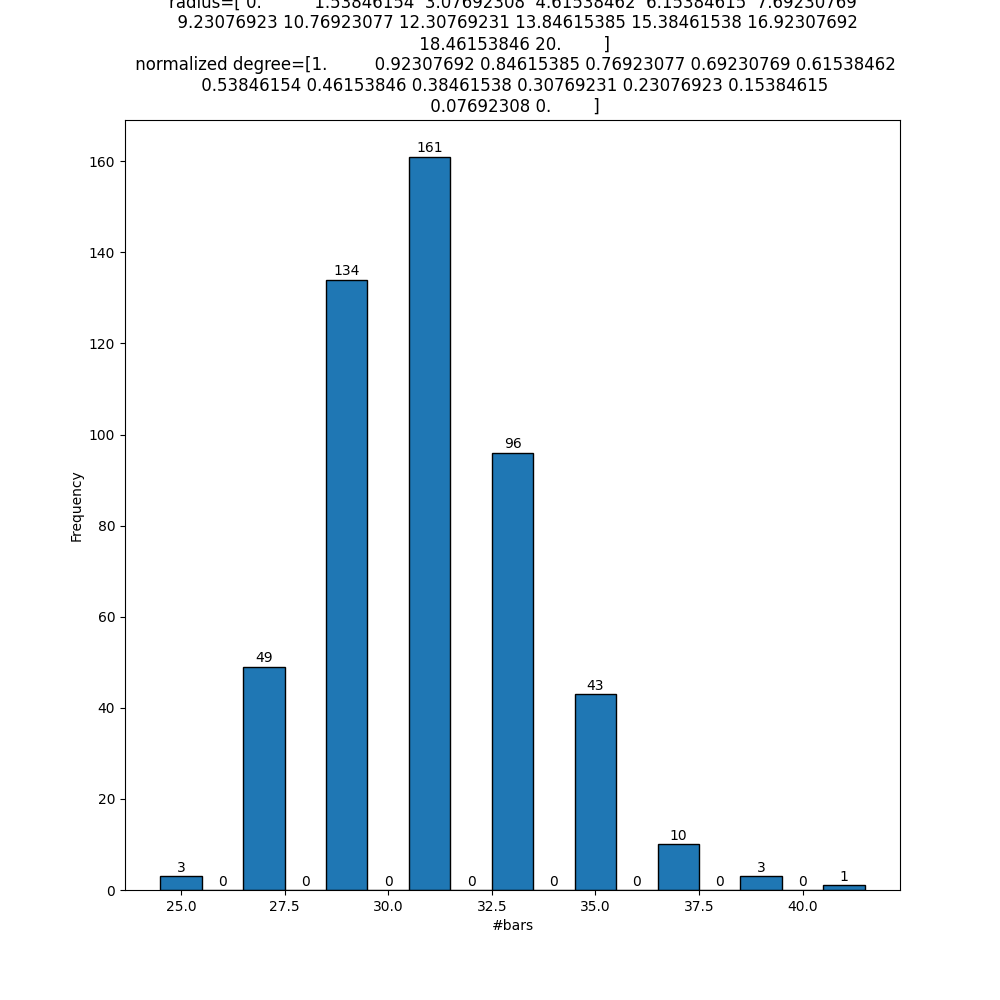 radius=[ 0. 1.53846154 3.07692308 4.61538462 6.15384615 7.69230769
9.23076923 10.76923077 12.30769231 13.84615385 15.38461538 16.92307692
18.46153846 20. ]
normalized degree=[1. 0.92307692 0.84615385 0.76923077 0.69230769 0.61538462
0.53846154 0.46153846 0.38461538 0.30769231 0.23076923 0.15384615
0.07692308 0. ]
161
160
140
134
120
100
96
Frequency
80
60
49
43
40
20
10
3 0 0 0 0 0 0 0 3 0 1
0
25.0 27.5 30.0 32.5 35.0 37.5 40.0
#bars